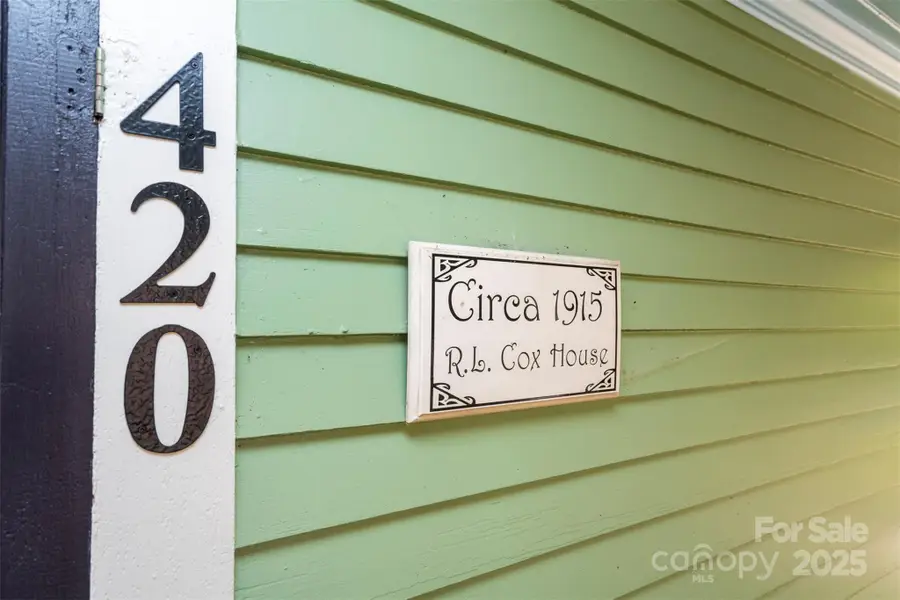 420
Circa 1915
R.L. Cox House
For Sale
canopy 2025
MLS